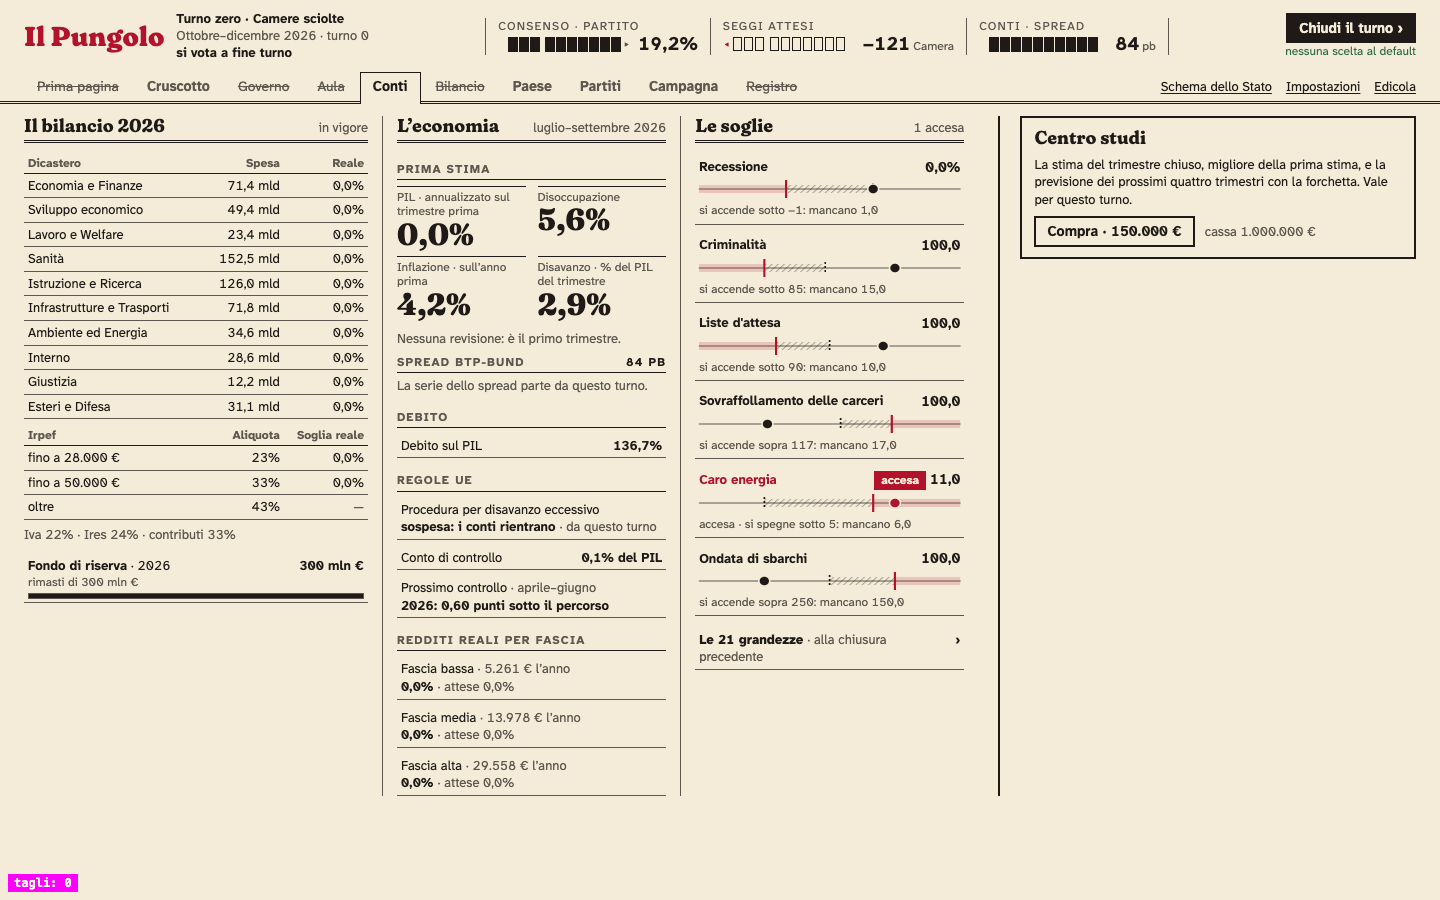 Il Pungolo
Turno zero · Camere sciolte
Ottobre–dicembre 2026 · turno 0
si vota a fine turno
CONSENSO · PARTITO
19,2%
SEGGI ATTESI
−121 Camera
CONTI · SPREAD
84 pb
Chiudi il turno ›
nessuna scelta al default
Prima pagina
Cruscotto
Governo
Aula
Conti
Bilancio
Paese
Partiti
Campagna
Registro
Schema dello Stato
Impostazioni
Edicola
Il bilancio 2026
in vigore
Dicastero Spesa Reale
Economia e Finanze 71,4 mld 0,0%
Sviluppo economico 49,4 mld 0,0%
Lavoro e Welfare 23,4 mld 0,0%
Sanità 152,5 mld 0,0%
Istruzione e Ricerca 126,0 mld 0,0%
Infrastrutture e Trasporti 71,8 mld 0,0%
Ambiente ed Energia 34,6 mld 0,0%
Interno 28,6 mld 0,0%
Giustizia 12,2 mld 0,0%
Esteri e Difesa 31,1 mld 0,0%
Irpef Aliquota Soglia reale
fino a 28.000 € 23% 0,0%
fino a 50.000 € 33% 0,0%
oltre 43% —
Iva 22% · Ires 24% · contributi 33%
Fondo di riserva · 2026 300 mln €
rimasti di 300 mln €
L’economia
luglio–settembre 2026
PRIMA STIMA
PIL · annualizzato sul
trimestre prima
0,0%
Disoccupazione
5,6%
Inflazione · sull’anno
prima
4,2%
Disavanzo · % del PIL
del trimestre
2,9%
Nessuna revisione: è il primo trimestre.
SPREAD BTP-BUND 84 PB
La serie dello spread parte da questo turno.
DEBITO
Debito sul PIL 136,7%
REGOLE UE
Procedura per disavanzo eccessivo
sospesa: i conti rientrano · da questo turno
Conto di controllo 0,1% del PIL
Prossimo controllo · aprile–giugno
2026: 0,60 punti sotto il percorso
REDDITI REALI PER FASCIA
Fascia bassa · 5.261 € l’anno
0,0% · attese 0,0%
Fascia media · 13.978 € l’anno
0,0% · attese 0,0%
Fascia alta · 29.558 € l’anno
0,0% · attese 0,0%
Le soglie
1 accesa
Recessione 0,0%
si accende sotto −1: mancano 1,0
Criminalità 100,0
si accende sotto 85: mancano 15,0
Liste d'attesa 100,0
si accende sotto 90: mancano 10,0
Sovraffollamento delle carceri 100,0
si accende sopra 117: mancano 17,0
Caro energia accesa 11,0
accesa · si spegne sotto 5: mancano 6,0
Ondata di sbarchi 100,0
si accende sopra 250: mancano 150,0
Le 21 grandezze · alla chiusura ›
precedente
Centro studi
La stima del trimestre chiuso, migliore della prima stima, e la
previsione dei prossimi quattro trimestri con la forchetta. Vale
per questo turno.
Compra · 150.000 €
cassa 1.000.000 €
tagli: 0